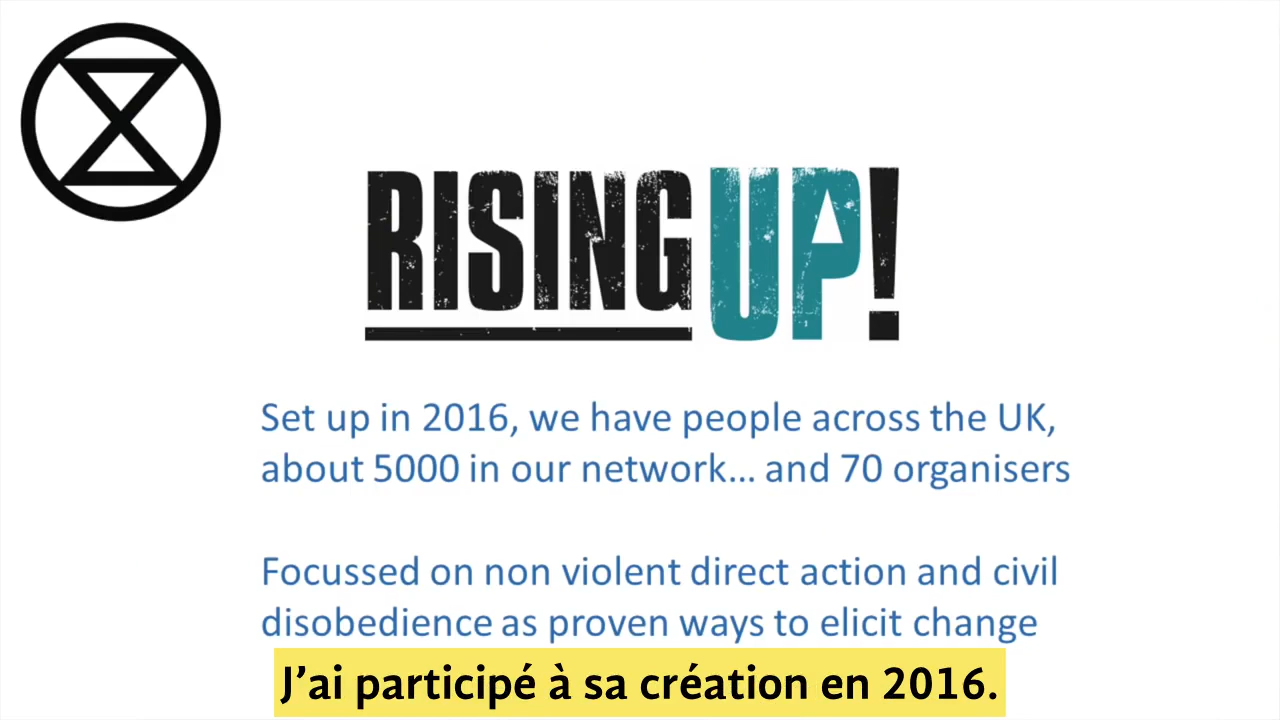 RISING UP!
Set up in 2016, we have people across the UK,
about 5000 in our network... and 70 organisers
Focussed on non violent direct action and civil
disobedience as proven ways to elicit change
J’ai participé à sa création en 2016.